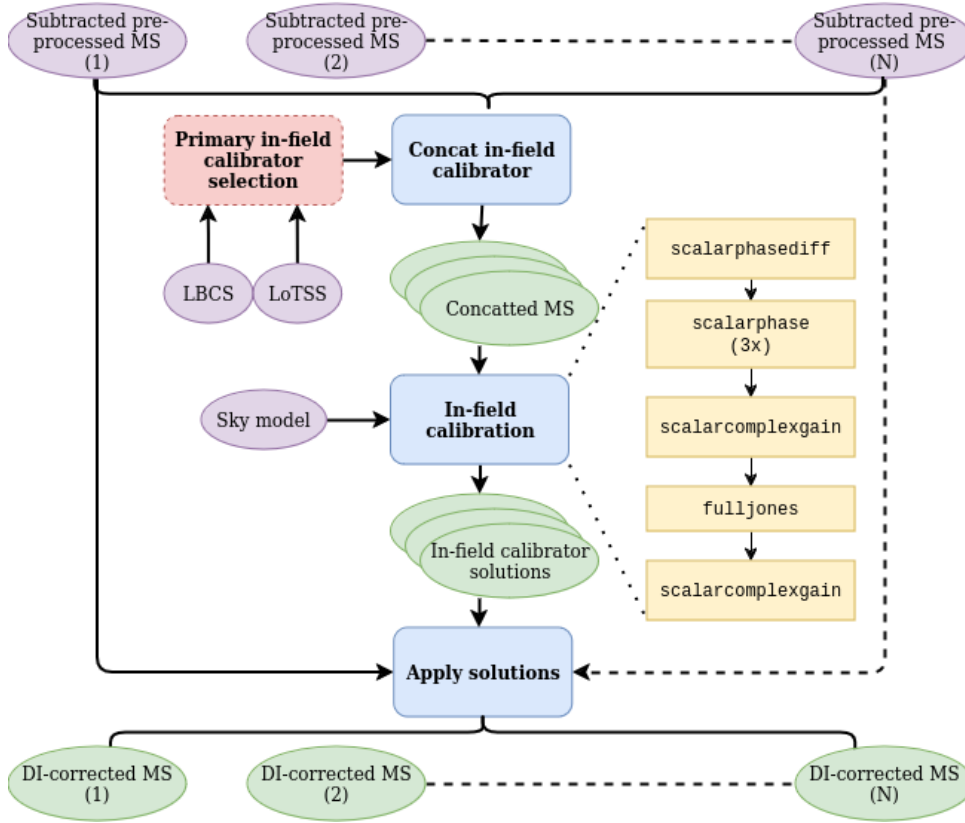 Subtracted pre-
processed MS
(1)
Subtracted pre-
processed MS
(2)
Subtracted pre-
processed MS
(N)
Primary in-field
calibrator
selection
Concat in-field
calibrator
LBCS
LoTSS
Concatted MS
Sky model
In-field
calibration
In-field calibrator
solutions
scalarphasediff
scalarphase
(3x)
scalarcomplexgain
fulljones
scalarcomplexgain
Apply solutions
DI-corrected MS
(1)
DI-corrected MS
(2)
DI-corrected MS
(N)